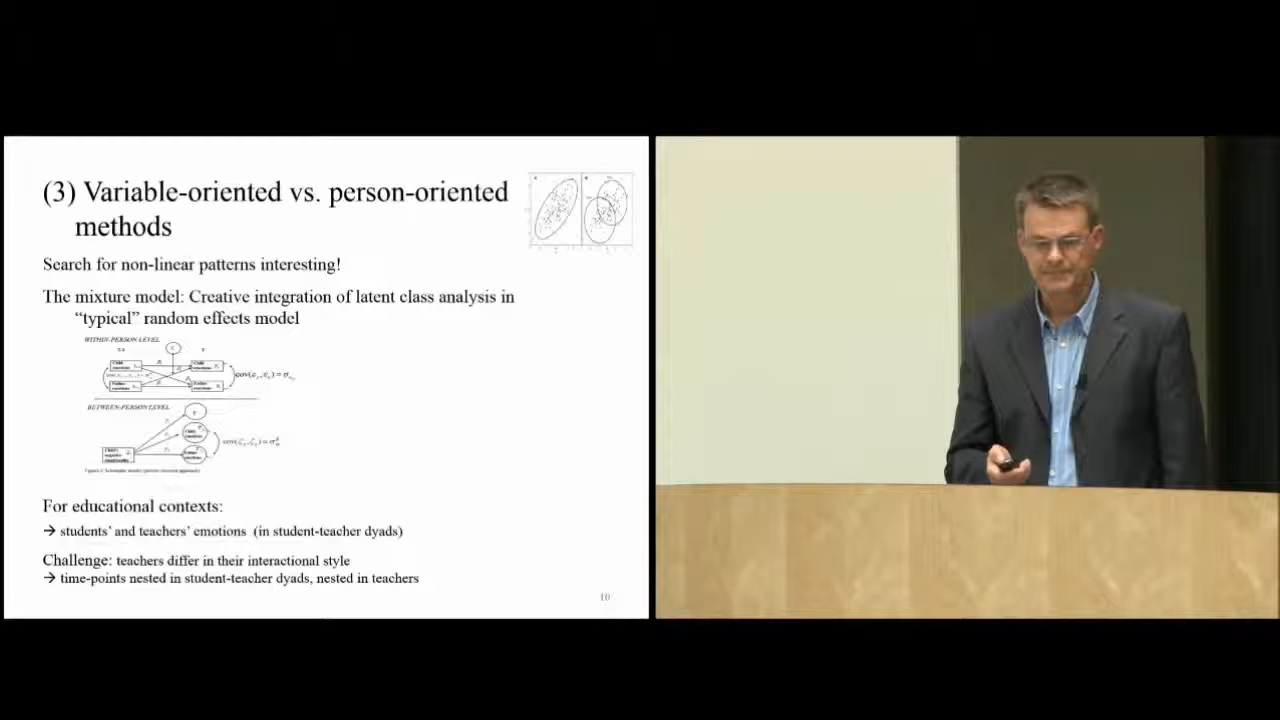 (3) Variable-oriented vs. person-oriented
methods
Search for non-linear patterns interesting!
The mixture model: Creative integration of latent class analysis in
“typical” random effects model
WITHIN-PERSON LEVEL
BETWEEN-PERSON LEVEL
For educational contexts:
→ students’ and teachers’ emotions (in student-teacher dyads)
Challenge: teachers differ in their interactional style
→ time-points nested in student-teacher dyads, nested in teachers
10